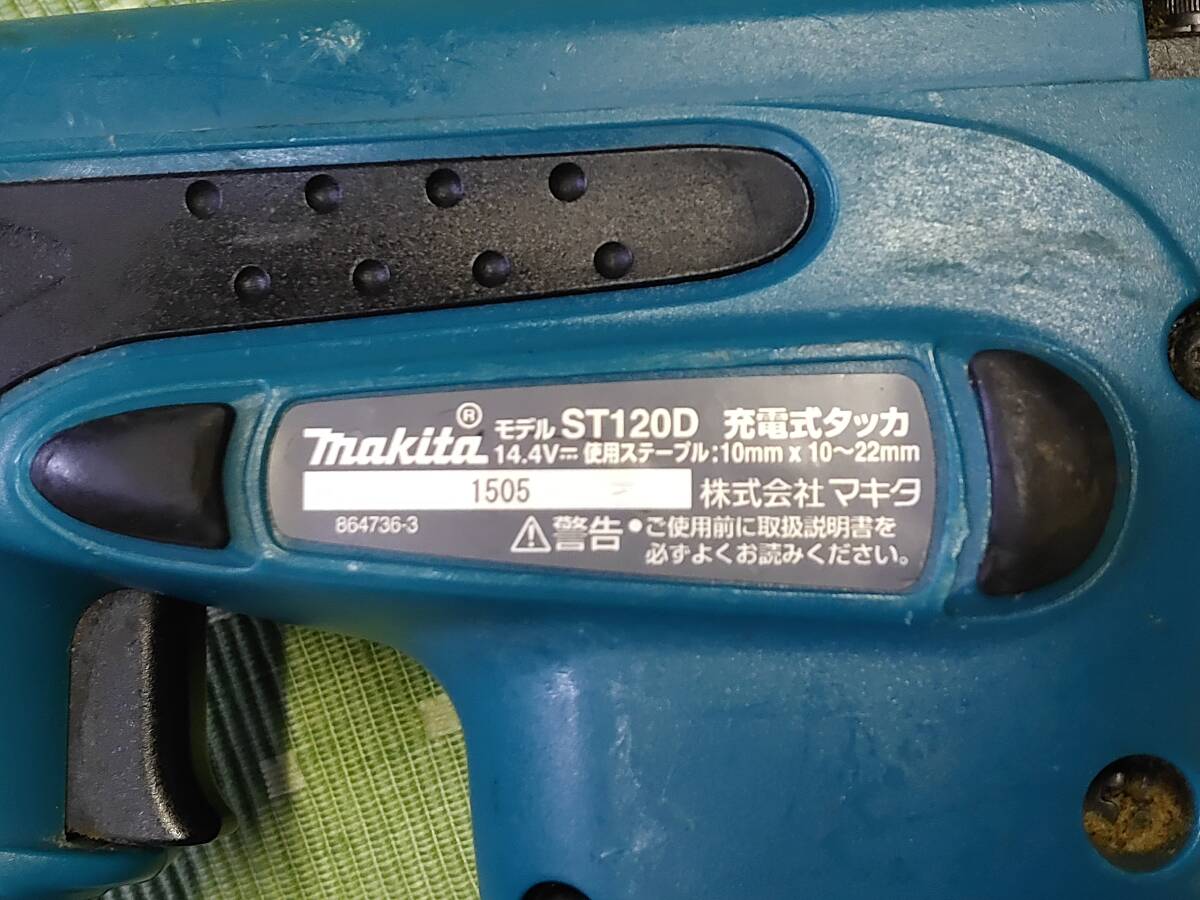 makita® モデル ST120D 充電式タッカ
14.4V⎓ 使用ステープル:10mm x 10～22mm
1505 株式会社マキタ
864736-3 ⚠警告 ●ご使用前に取扱説明書を
必ずよくお読みください。